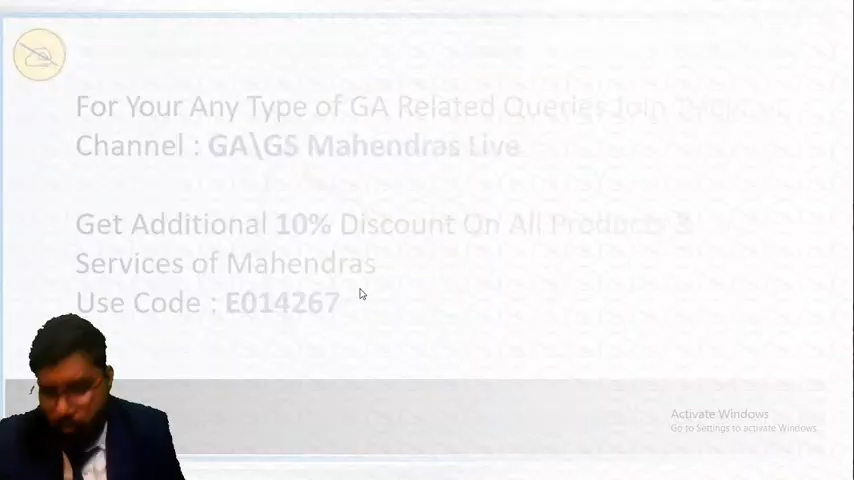 For Your Any Type of GA Related Queries Join
Channel : GA\GS Mahendras Live
Get Additional 10% Discount On All Products &
Services of Mahendras
Use Code : E014267
Activate Windows
Go to Settings to activate Windows.